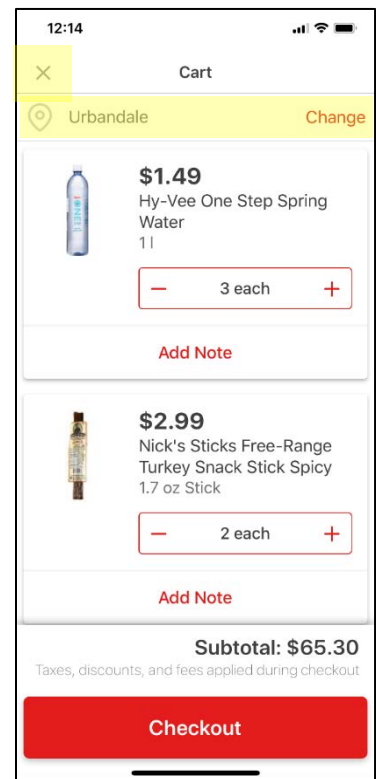 12:14
Cart
Urbandale Change
$1.49
Hy-Vee One Step Spring
Water
1 l
3 each
Add Note
$2.99
Nick's Sticks Free-Range
Turkey Snack Stick Spicy
1.7 oz Stick
2 each
Add Note
Subtotal: $65.30
Taxes, discounts, and fees applied during checkout
Checkout